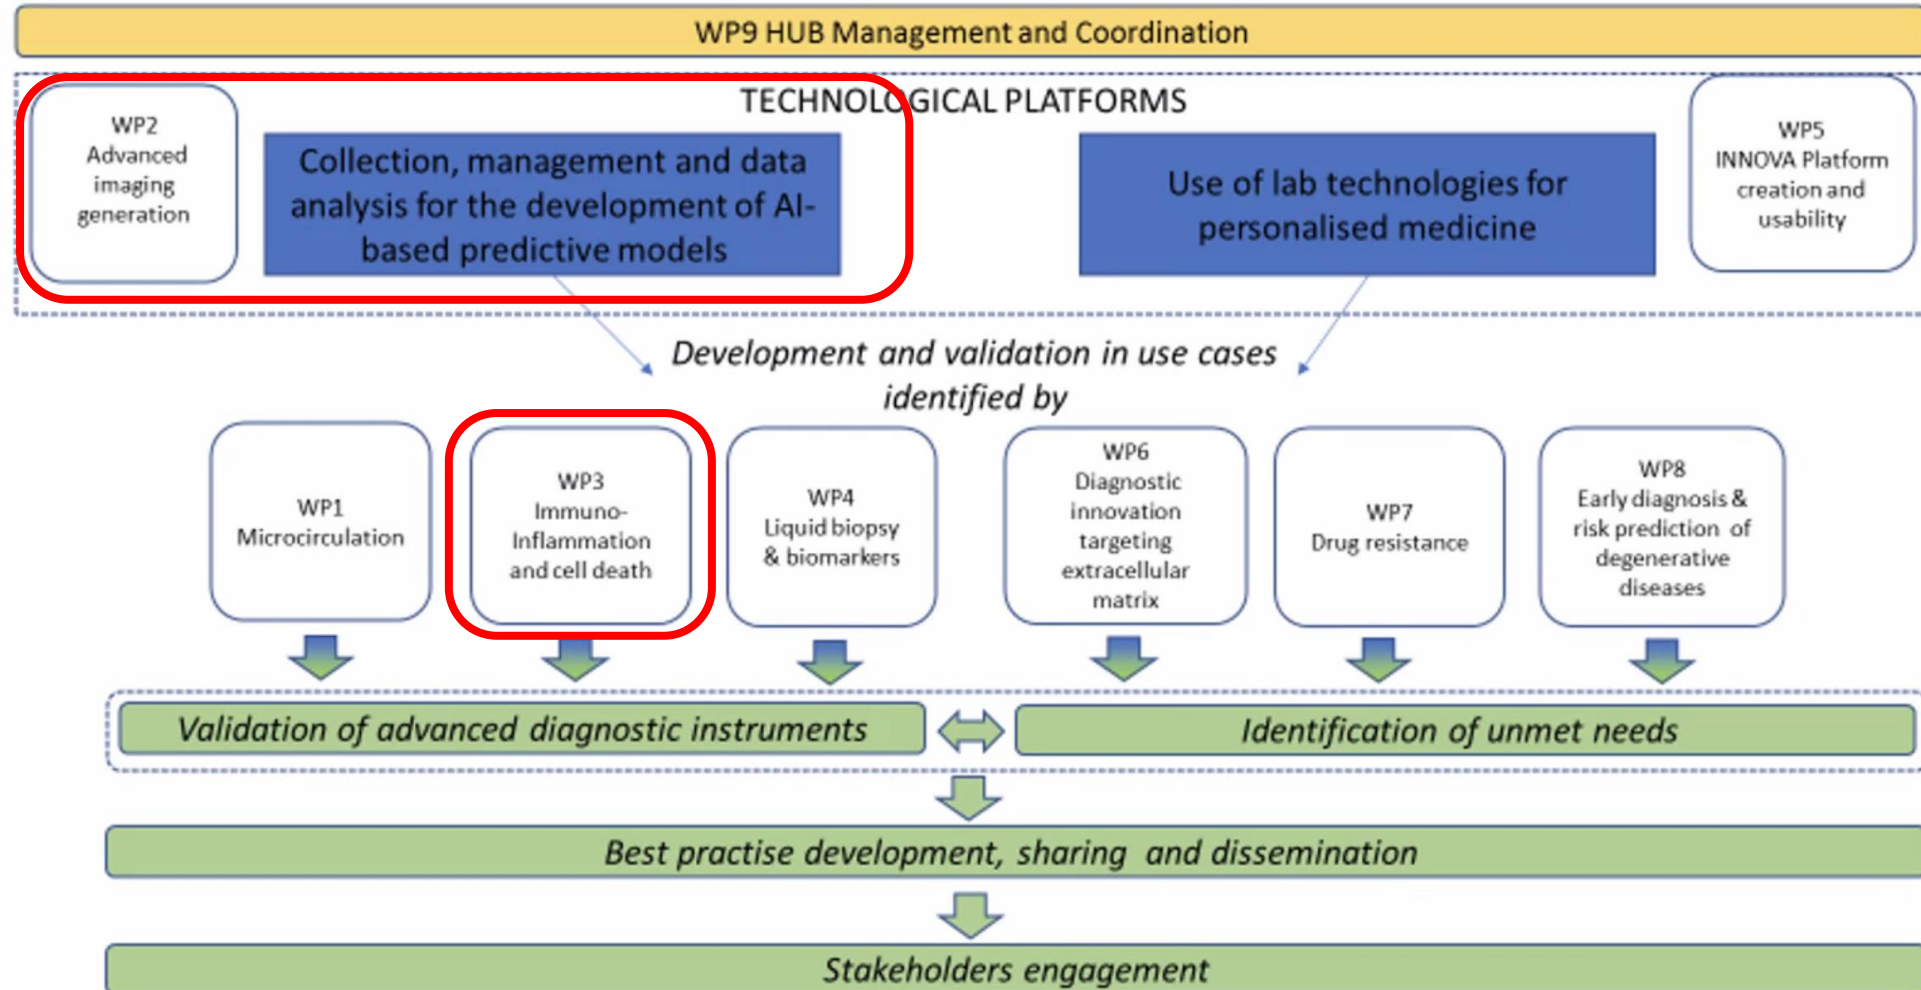 WP9 HUB Management and Coordination
TECHNOLOGICAL PLATFORMS
WP2
Advanced
imaging
generation
Collection, management and data
analysis for the development of AI-
based predictive models
Use of lab technologies for
personalised medicine
WP5
INNOVA Platform
creation and
usability
Development and validation in use cases
identified by
WP1
Microcirculation
WP3
Immuno-
Inflammation
and cell death
WP4
Liquid biopsy
& biomarkers
WP6
Diagnostic
innovation
targeting
extracellular
matrix
WP7
Drug resistance
WP8
Early diagnosis &
risk prediction of
degenerative
diseases
Validation of advanced diagnostic instruments
Identification of unmet needs
Best practise development, sharing and dissemination
Stakeholders engagement